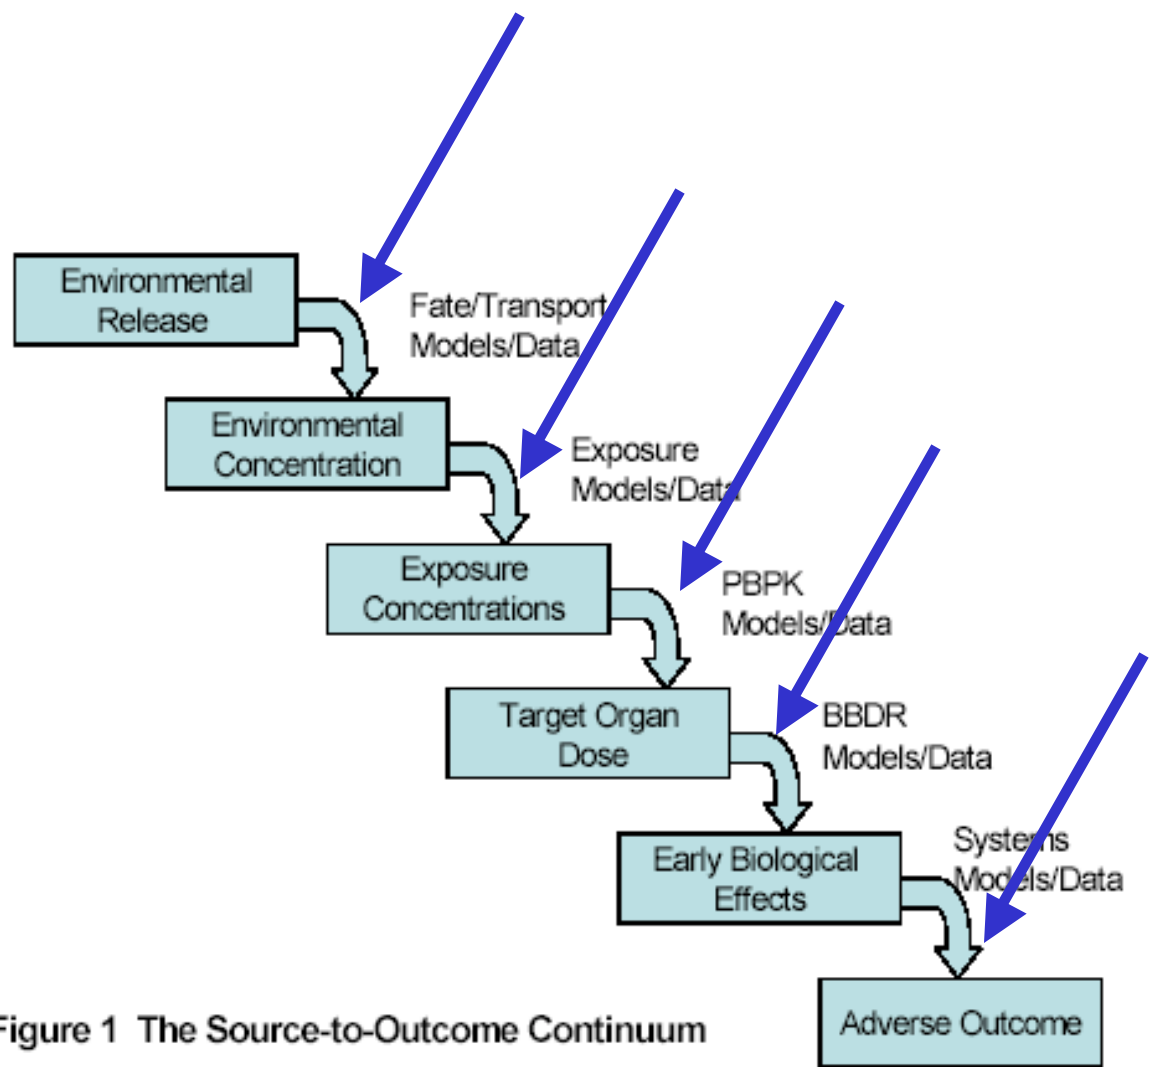 Environmental
Release
Fate/Transport
Models/Data
Environmental
Concentration
Exposure
Models/Data
Exposure
Concentrations
PBPK
Models/Data
Target Organ
Dose
BBDR
Models/Data
Early Biological
Effects
Systems
Models/Data
Adverse Outcome
Figure 1 The Source-to-Outcome Continuum